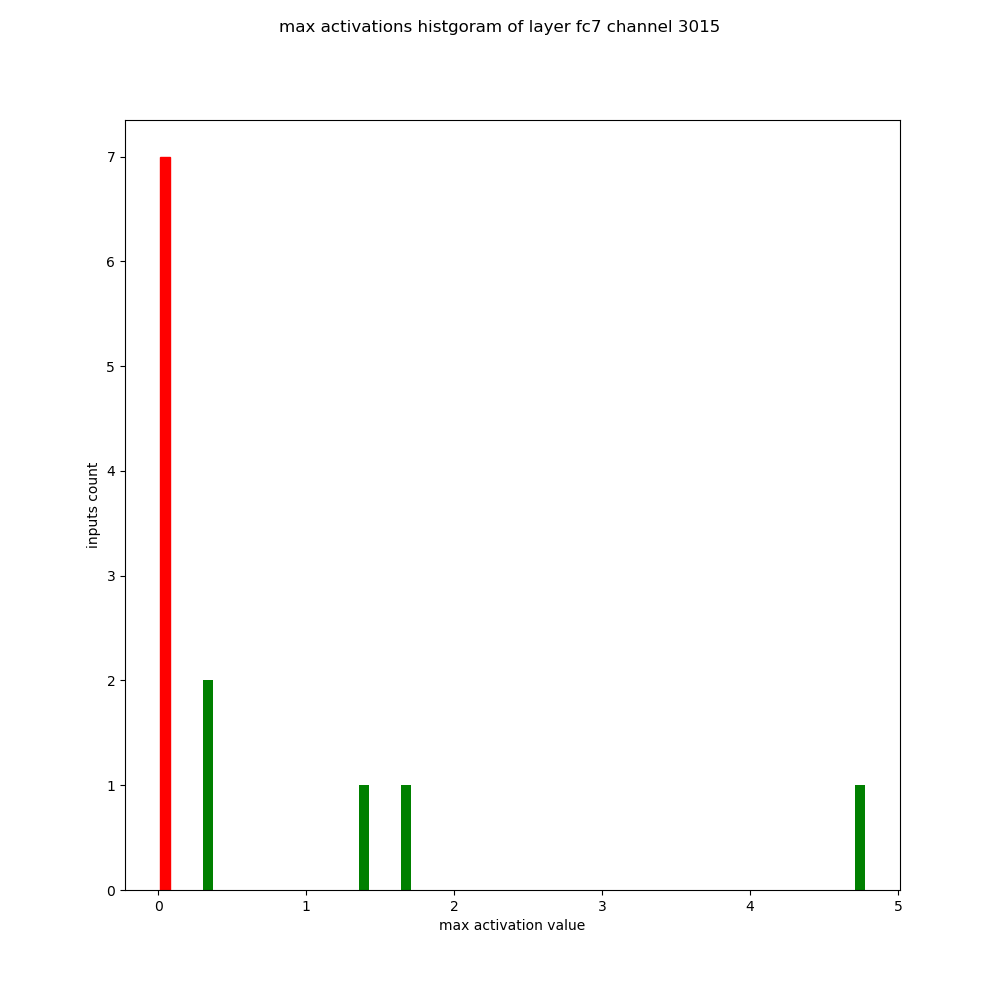 max activations histgoram of layer fc7 channel 3015
7
6
5
4
3
2
1
0
inputs count
0 1 2 3 4 5
max activation value